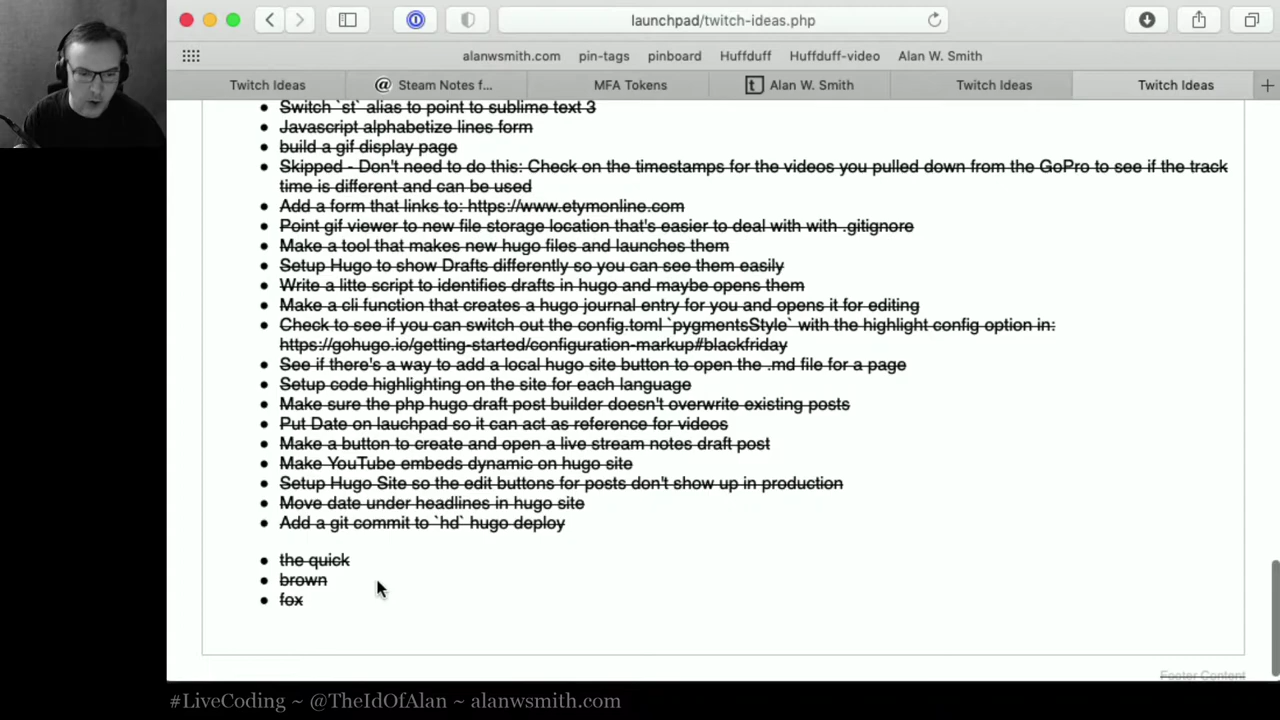 launchpad/twitch-ideas.php
alanwsmith.com pin-tags pinboard Huffduff Huffduff-video Alan W. Smith
Twitch Ideas @ Steam Notes f... MFA Tokens t Alan W. Smith Twitch Ideas Twitch Ideas
Switch `st` alias to point to sublime text 3
Javascript alphabetize lines form
build a gif display page
Skipped - Don't need to do this: Check on the timestamps for the videos you pulled down from the GoPro to see if the track
time is different and can be used
Add a form that links to: https://www.etymonline.com
Point gif viewer to new file storage location that's easier to deal with with .gitignore
Make a tool that makes new hugo files and launches them
Setup Hugo to show Drafts differently so you can see them easily
Write a litte script to identifies drafts in hugo and maybe opens them
Make a cli function that creates a hugo journal entry for you and opens it for editing
Check to see if you can switch out the config.toml `pygmentsStyle` with the highlight config option in:
https://gohugo.io/getting-started/configuration-markup#blackfriday
See if there's a way to add a local hugo site button to open the .md file for a page
Setup code highlighting on the site for each language
Make sure the php hugo draft post builder doesn't overwrite existing posts
Put Date on lauchpad so it can act as reference for videos
Make a button to create and open a live stream notes draft post
Make YouTube embeds dynamic on hugo site
Setup Hugo Site so the edit buttons for posts don't show up in production
Move date under headlines in hugo site
Add a git commit to `hd` hugo deploy
the quick
brown
fox
Footer Content
#LiveCoding ~ @TheIdOfAlan ~ alanwsmith.com